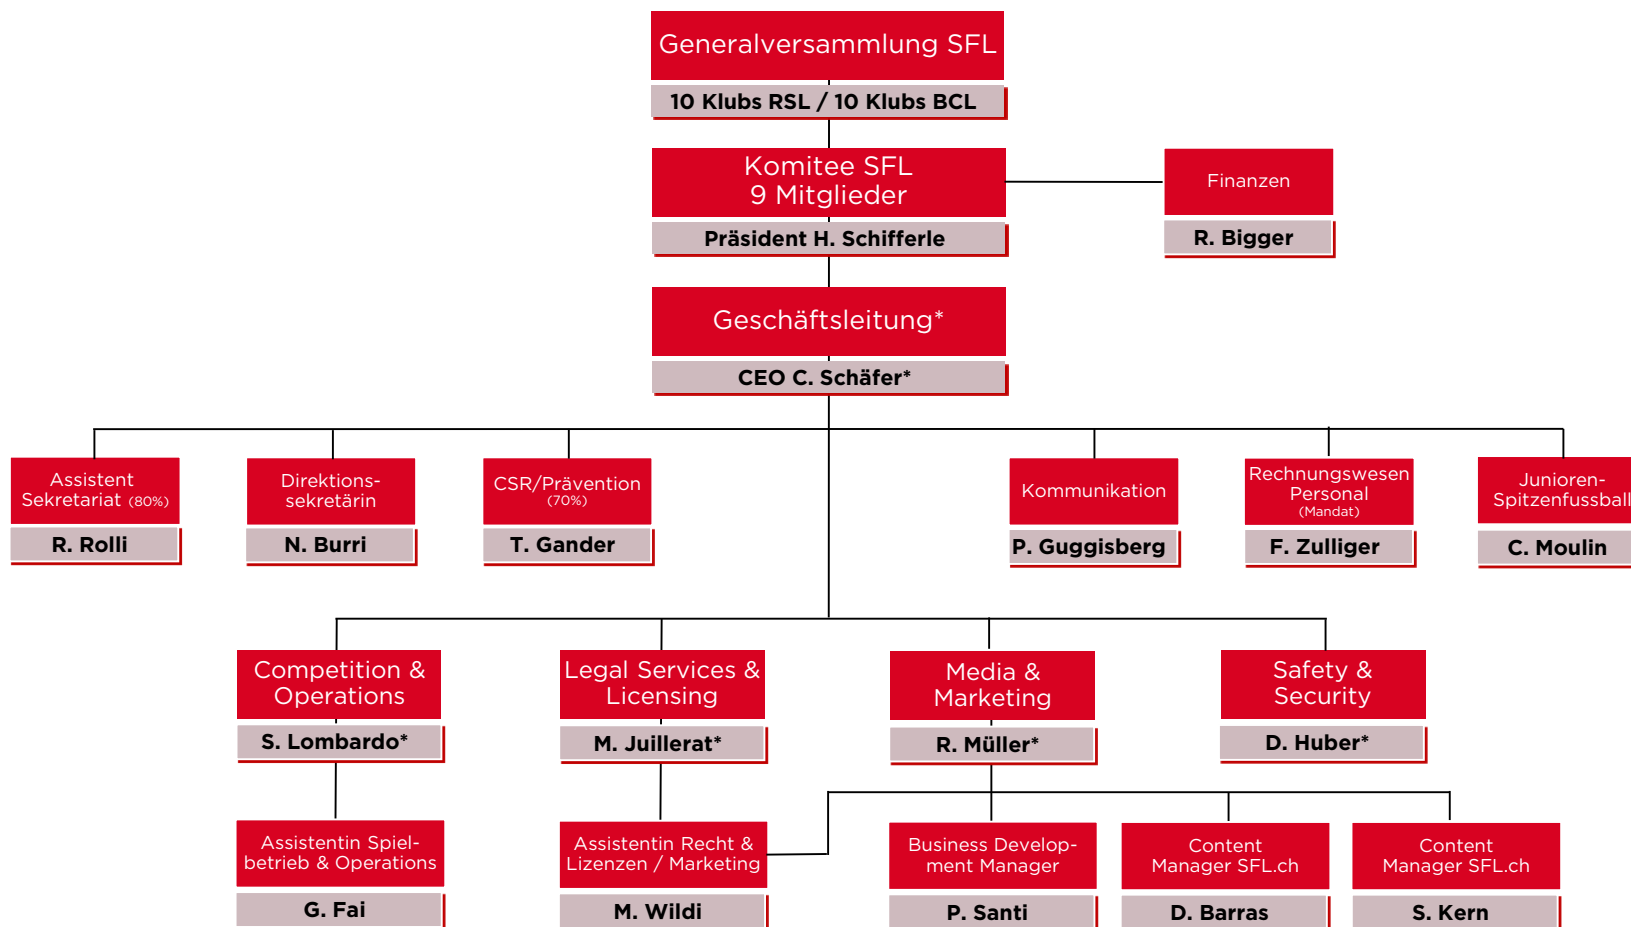 Generalversammlung SFL
10 Klubs RSL / 10 Klubs BCL
Komitee SFL
9 Mitglieder
Präsident H. Schifferle
Finanzen
R. Bigger
Geschäftsleitung*
CEO C. Schäfer*
Assistent
Sekretariat (80%)
R. Rolli
Direktions-
sekretärin
N. Burri
CSR/Prävention
(70%)
T. Gander
Kommunikation
P. Guggisberg
Rechnungswesen
Personal
(Mandat)
F. Zulliger
Junioren-
Spitzenfussball
C. Moulin
Competition &
Operations
S. Lombardo*
Legal Services &
Licensing
M. Juillerat*
Media &
Marketing
R. Müller*
Safety &
Security
D. Huber*
Assistentin Spiel-
betrieb & Operations
G. Fai
Assistentin Recht &
Lizenzen / Marketing
M. Wildi
Business Develop-
ment Manager
P. Santi
Content
Manager SFL.ch
D. Barras
Content
Manager SFL.ch
S. Kern